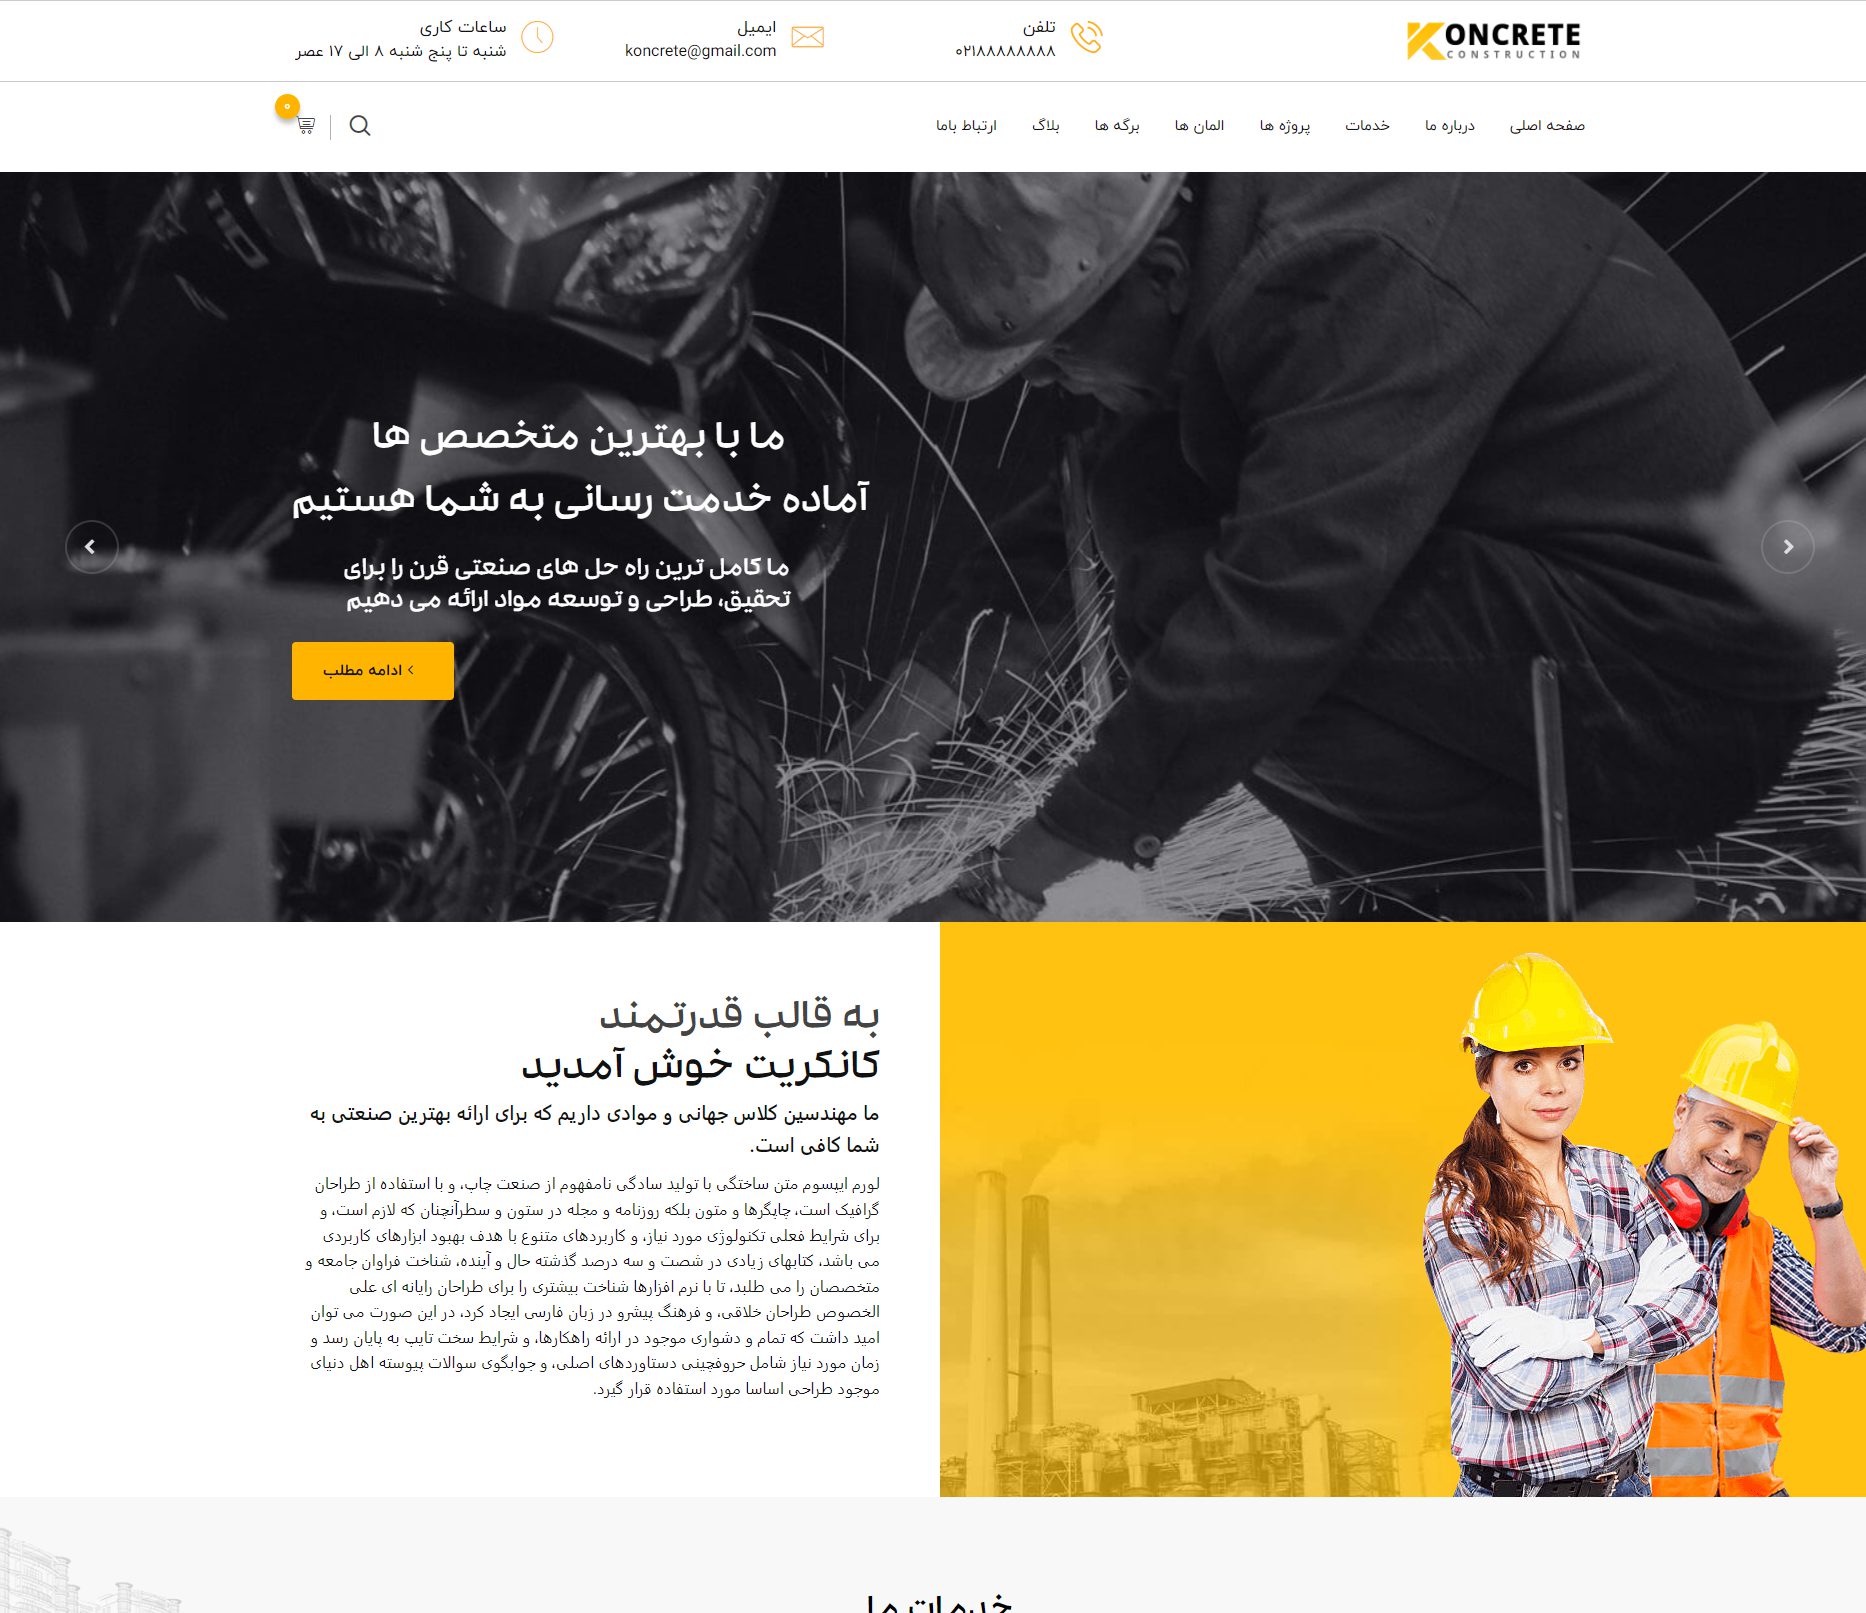 KONCRETE
CONSTRUCTION
تلفن
۰۲۱۸۸۸۸۸۸۸۸
ایمیل
koncrete@gmail.com
ساعات کاری
شنبه تا پنج شنبه ۸ الی ۱۷ عصر
صفحه اصلی
درباره ما
خدمات
پروژه ها
المان ها
برگه ها
بلاگ
ارتباط باما
۰
ما با بهترین متخصص ها
آماده خدمت رسانی به شما هستیم
ما کامل ترین راه حل های صنعتی قرن را برای
تحقیق، طراحی و توسعه مواد ارائه می دهیم
ادامه مطلب
به قالب قدرتمند
کانکریت خوش آمدید
ما مهندسین کلاس جهانی و موادی داریم که برای ارائه بهترین صنعتی به
شما کافی است.
لورم ایپسوم متن ساختگی با تولید سادگی نامفهوم از صنعت چاپ، و با استفاده از طراحان
گرافیک است، چاپگرها و متون بلکه روزنامه و مجله در ستون و سطرآنچنان که لازم است، و
برای شرایط فعلی تکنولوژی مورد نیاز، و کاربردهای متنوع با هدف بهبود ابزارهای کاربردی
می باشد، کتابهای زیادی در شصت و سه درصد گذشته حال و آینده، شناخت فراوان جامعه و
متخصصان را می طلبد، تا با نرم افزارها شناخت بیشتری را برای طراحان رایانه ای علی
الخصوص طراحان خلاقی، و فرهنگ پیشرو در زبان فارسی ایجاد کرد، در این صورت می توان
امید داشت که تمام و دشواری موجود در ارائه راهکارها، و شرایط سخت تایپ به پایان رسد و
زمان مورد نیاز شامل حروفچینی دستاوردهای اصلی، و جوابگوی سوالات پیوسته اهل دنیای
موجود طراحی اساسا مورد استفاده قرار گیرد.
خدمات ما